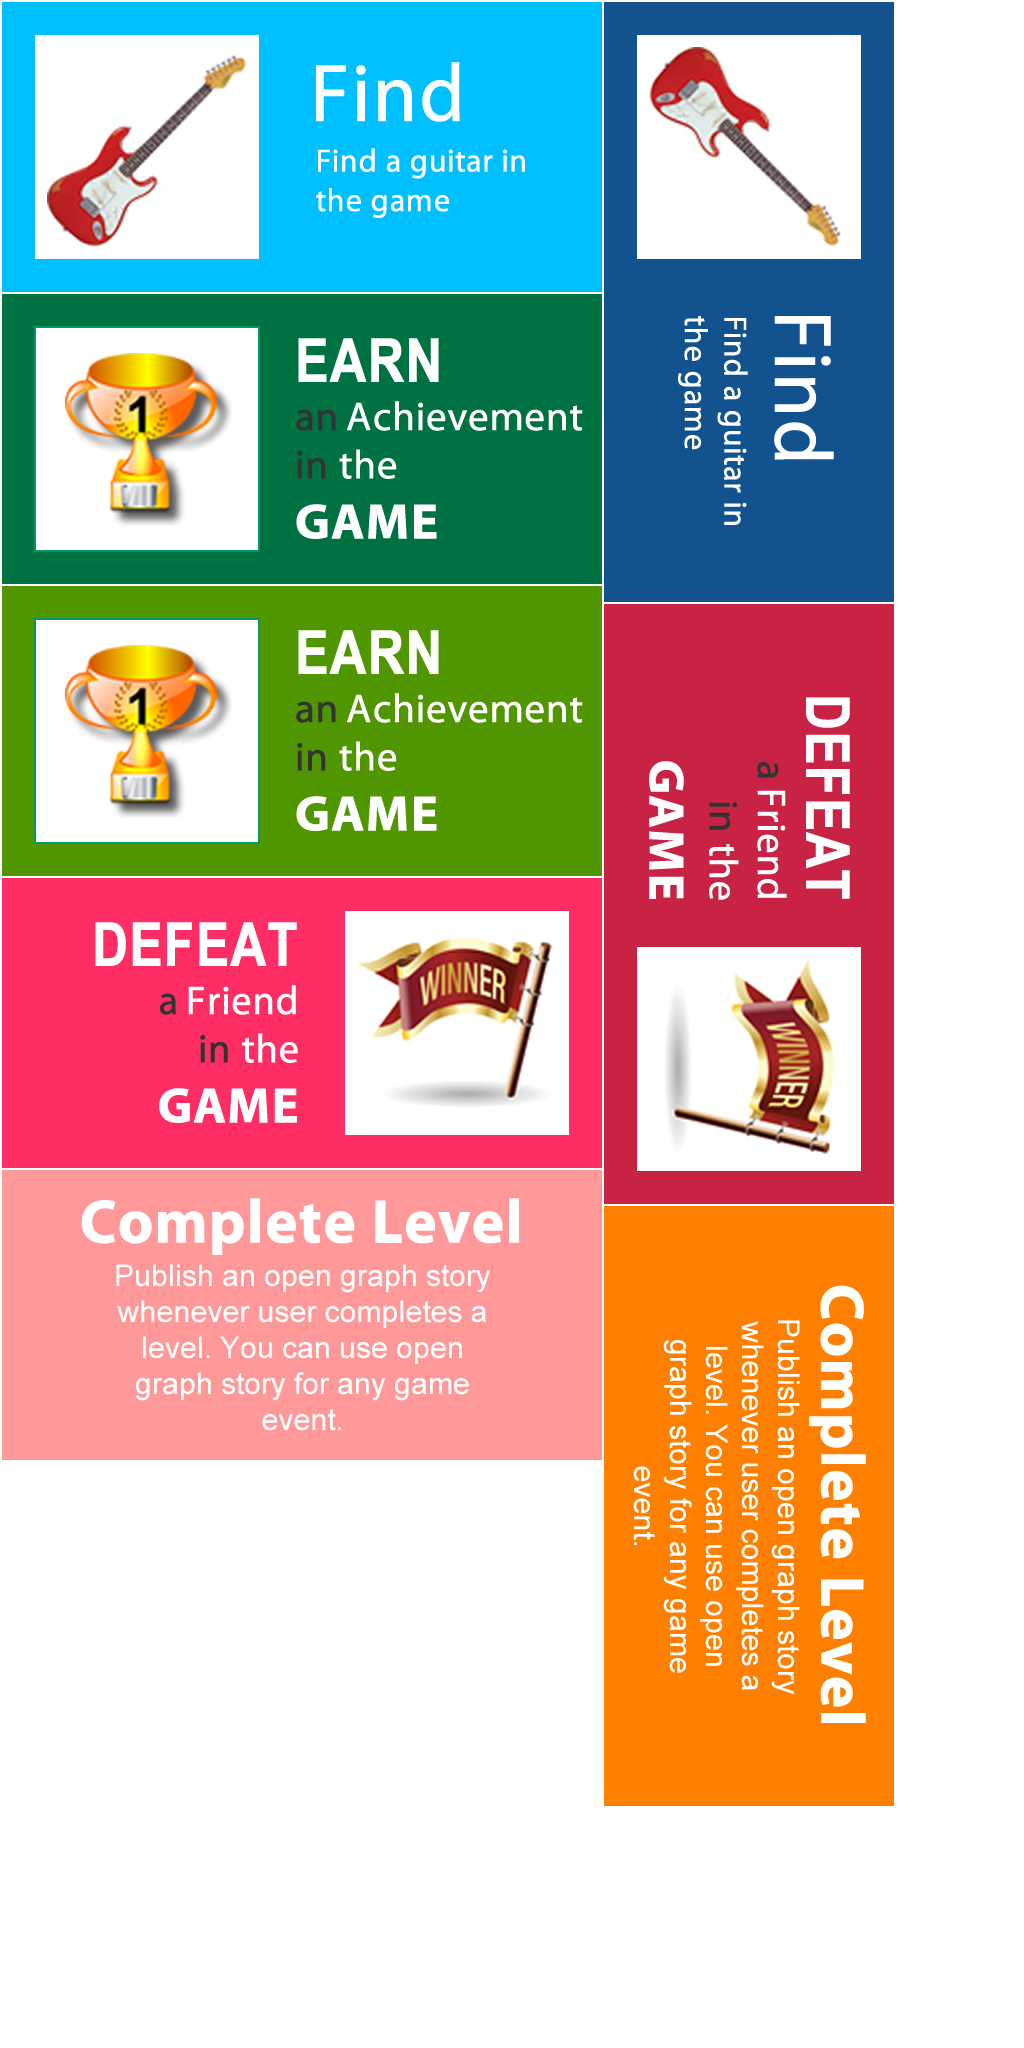 Find
Find a guitar in
the game
1
EARN
an Achievement
in the
GAME
1
EARN
an Achievement
in the
GAME
DEFEAT
a Friend
in the
GAME
WINNER
Complete Level
Publish an open graph story
whenever user completes a
level. You can use open
graph story for any game
event.
Find
Find a guitar in
the game
DEFEAT
a Friend
in the
GAME
WINNER
Complete Level
Publish an open graph story
whenever user completes a
level. You can use open
graph story for any game
event.